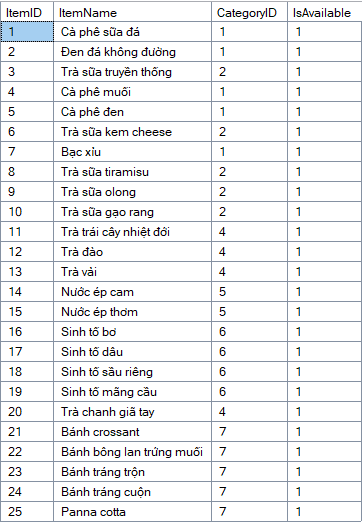 ItemID ItemName CategoryID IsAvailable
1 Cà phê sữa đá 1 1
2 Đen đá không đường 1 1
3 Trà sữa truyền thống 2 1
4 Cà phê muối 1 1
5 Cà phê đen 1 1
6 Trà sữa kem cheese 2 1
7 Bạc xỉu 1 1
8 Trà sữa tiramisu 2 1
9 Trà sữa olong 2 1
10 Trà sữa gạo rang 2 1
11 Trà trái cây nhiệt đới 4 1
12 Trà đào 4 1
13 Trà vải 4 1
14 Nước ép cam 5 1
15 Nước ép thơm 5 1
16 Sinh tố bơ 6 1
17 Sinh tố dâu 6 1
18 Sinh tố sầu riêng 6 1
19 Sinh tố mãng cầu 6 1
20 Trà chanh giã tay 4 1
21 Bánh crossant 7 1
22 Bánh bông lan trứng muối 7 1
23 Bánh tráng trộn 7 1
24 Bánh tráng cuộn 7 1
25 Panna cotta 7 1